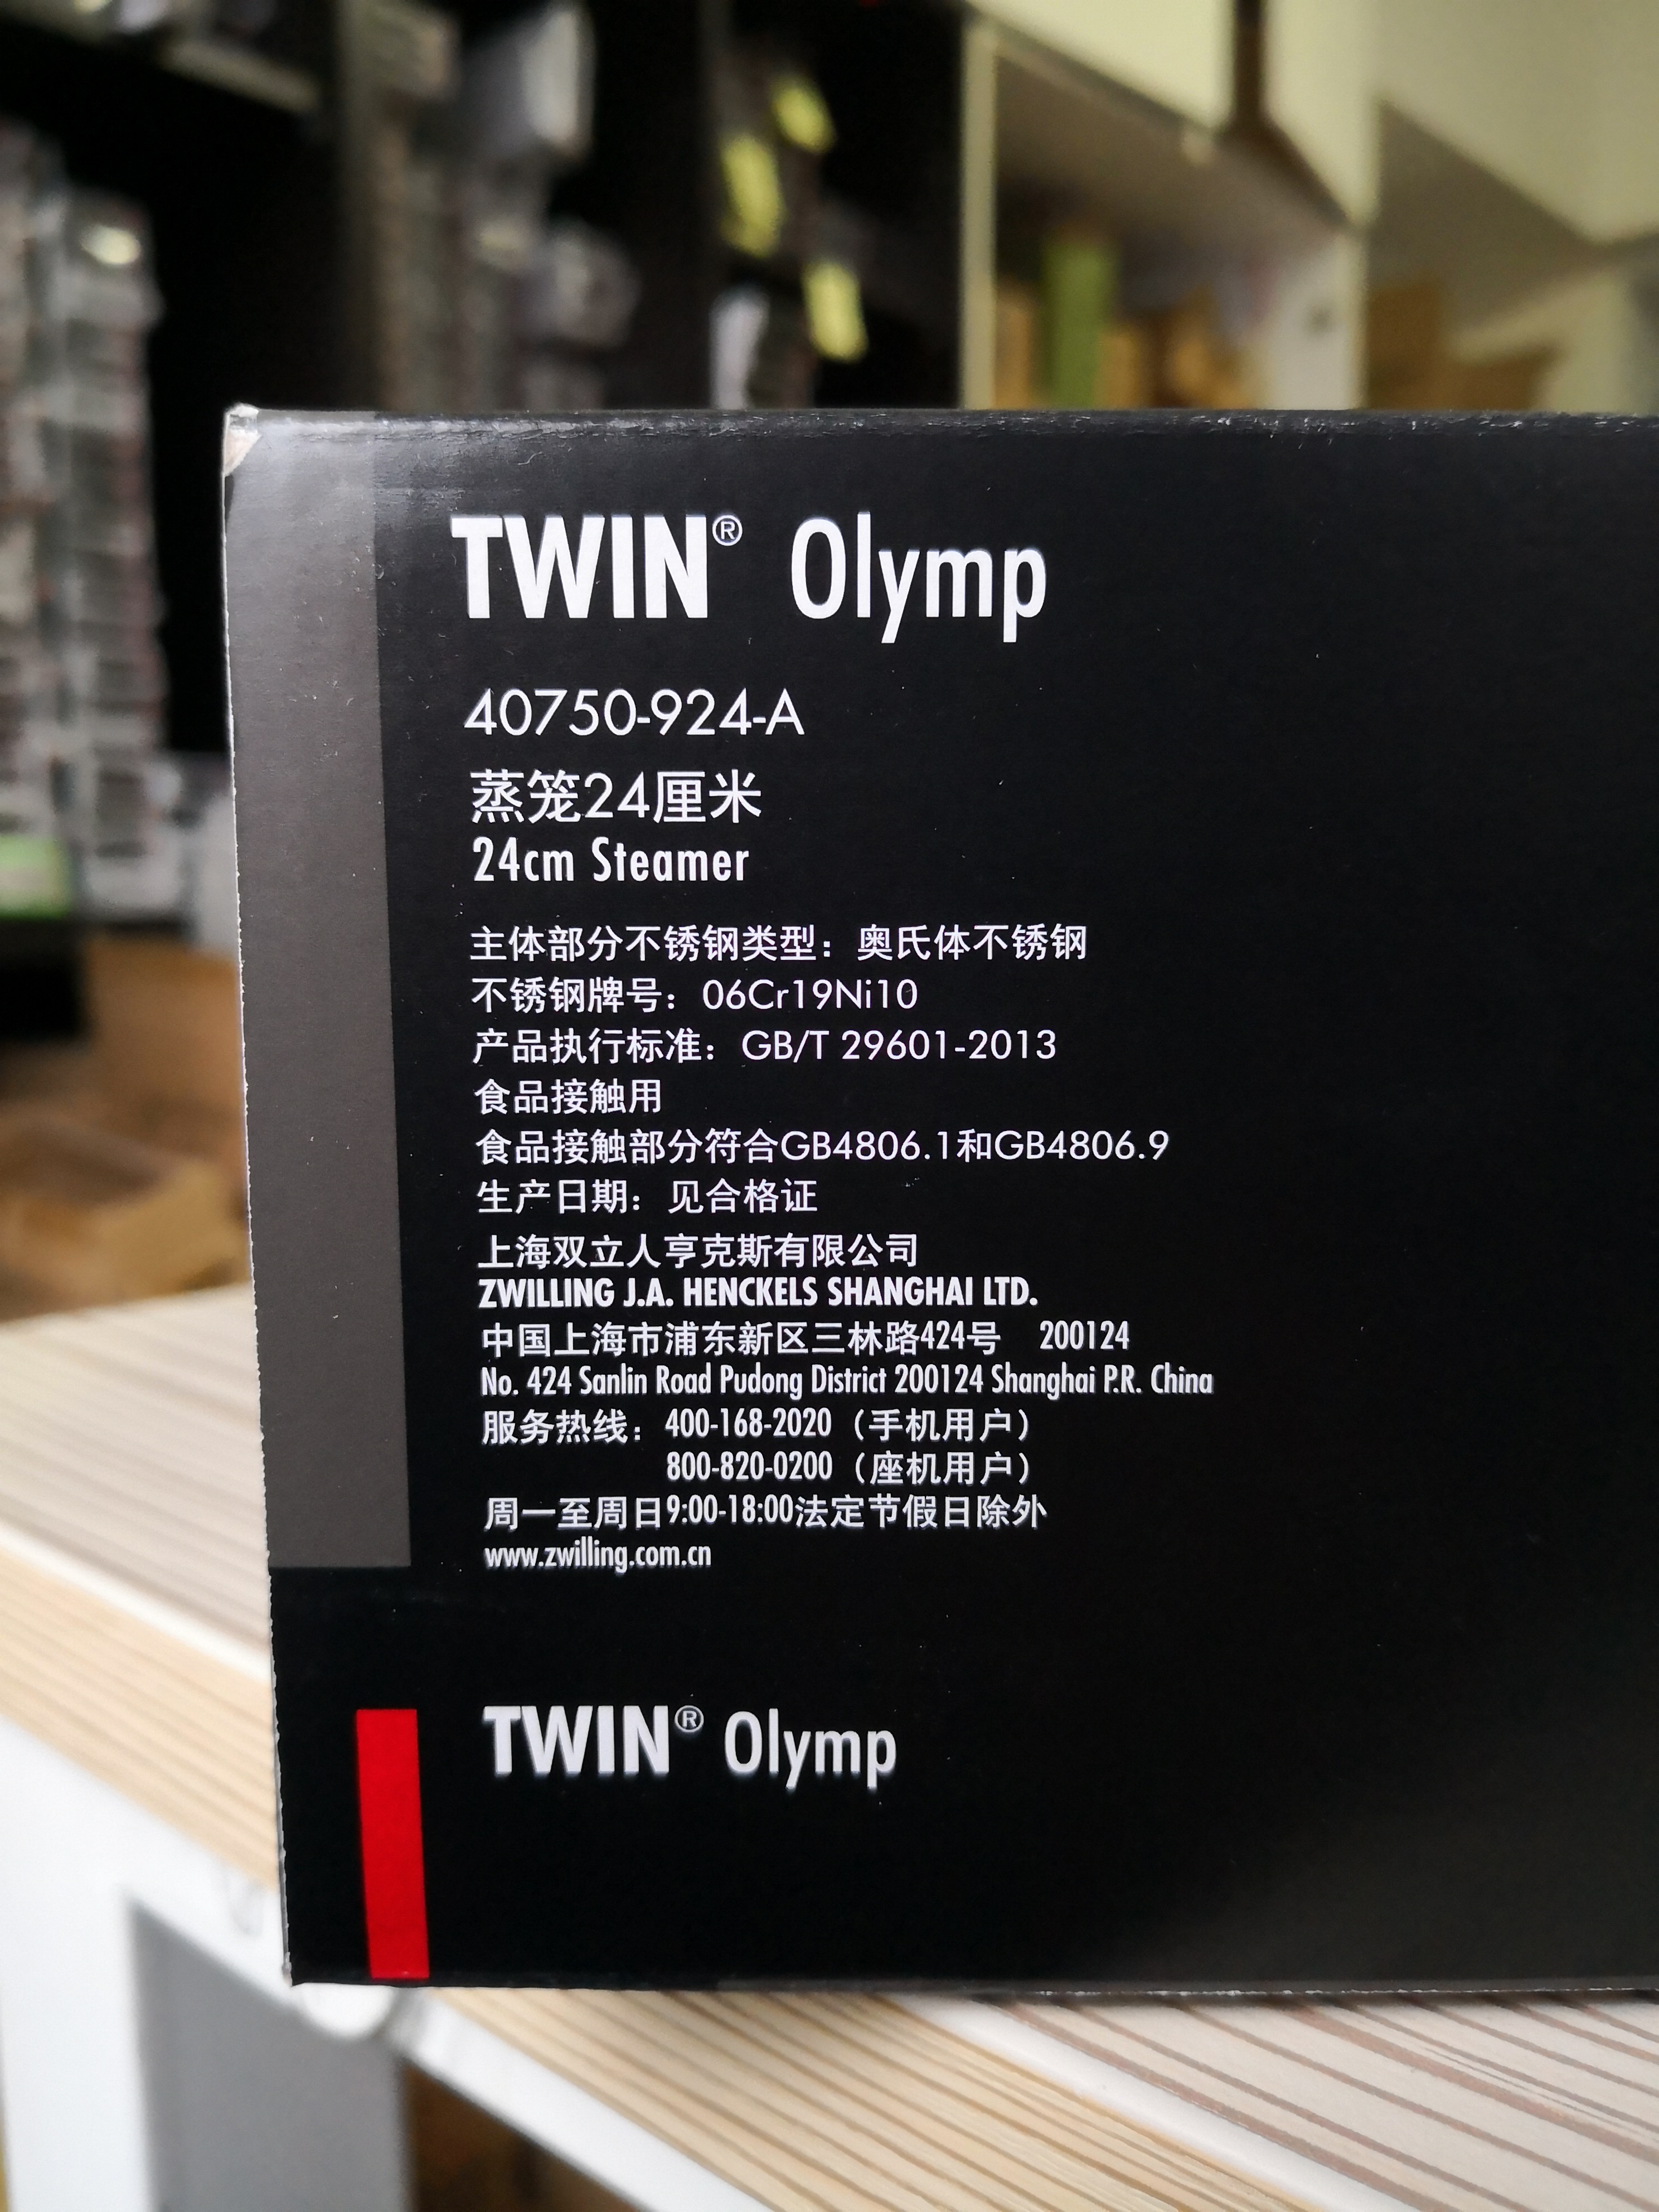 TWIN® Olymp
40750-924-A
蒸笼24厘米
24cm Steamer
主体部分不锈钢类型：奥氏体不锈钢
不锈钢牌号：06Cr19Ni10
产品执行标准：GB/T 29601-2013
食品接触用
食品接触部分符合GB4806.1和GB4806.9
生产日期：见合格证
上海双立人亨克斯有限公司
ZWILLING J.A. HENCKELS SHANGHAI LTD.
中国上海市浦东新区三林路424号 200124
No. 424 Sanlin Road Pudong District 200124 Shanghai P.R. China
服务热线：400-168-2020（手机用户）
800-820-0200（座机用户）
周一至周日9:00-18:00法定节假日除外
www.zwilling.com.cn
TWIN® Olymp